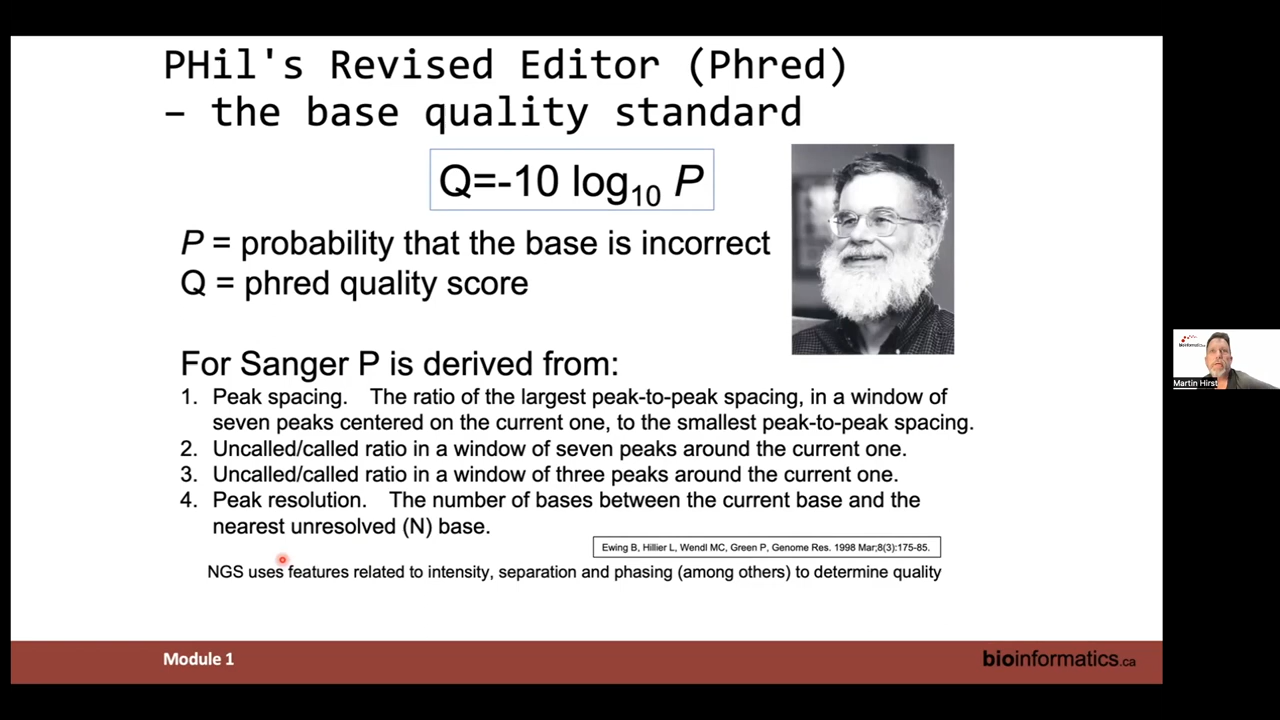 PHil's Revised Editor (Phred)
– the base quality standard
Q=-10 log₁₀ P
P = probability that the base is incorrect
Q = phred quality score
For Sanger P is derived from:
1. Peak spacing. The ratio of the largest peak-to-peak spacing, in a window of
seven peaks centered on the current one, to the smallest peak-to-peak spacing.
2. Uncalled/called ratio in a window of seven peaks around the current one.
3. Uncalled/called ratio in a window of three peaks around the current one.
4. Peak resolution. The number of bases between the current base and the
nearest unresolved (N) base.
Ewing B, Hillier L, Wendl MC, Green P, Genome Res. 1998 Mar;8(3):175-85.
NGS uses features related to intensity, separation and phasing (among others) to determine quality
Module 1
bioinformatics.ca
bioinformatics.ca
Martin Hirst